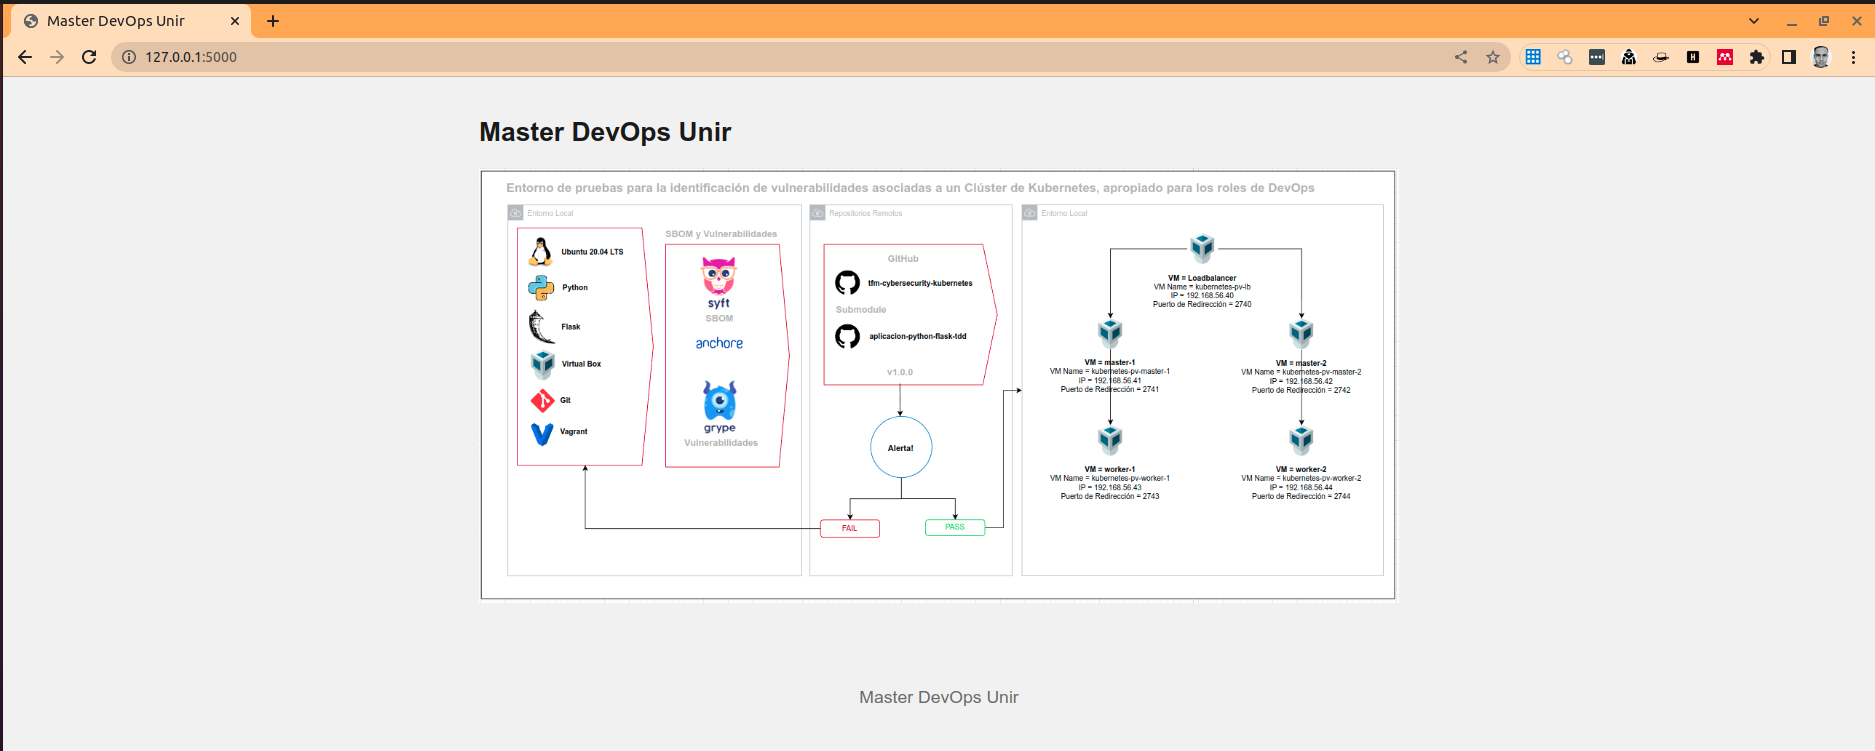 Master DevOps Unir
127.0.0.1:5000
Master DevOps Unir
Entorno de pruebas para la identificación de vulnerabilidades asociadas a un Clúster de Kubernetes, apropiado para los roles de DevOps
Entorno Local
Ubuntu 20.04 LTS
Python
Flask
Virtual Box
Git
Vagrant
SBOM y Vulnerabilidades
syft
SBOM
anchore
grype
Vulnerabilidades
Repositorios Remotos
GitHub
tfm-cybersecurity-kubernetes
Submodule
aplicacion-python-flask-tdd
v1.0.0
Alerta!
FAIL
PASS
Entorno Local
VM = Loadbalancer
VM Name = kubernetes-pv-lb
IP = 192.168.56.40
Puerto de Redirección = 2740
VM = master-1
VM Name = kubernetes-pv-master-1
IP = 192.168.56.41
Puerto de Redirección = 2741
VM = master-2
VM Name = kubernetes-pv-master-2
IP = 192.168.56.42
Puerto de Redirección = 2742
VM = worker-1
VM Name = kubernetes-pv-worker-1
IP = 192.168.56.43
Puerto de Redirección = 2743
VM = worker-2
VM Name = kubernetes-pv-worker-2
IP = 192.168.56.44
Puerto de Redirección = 2744
Master DevOps Unir